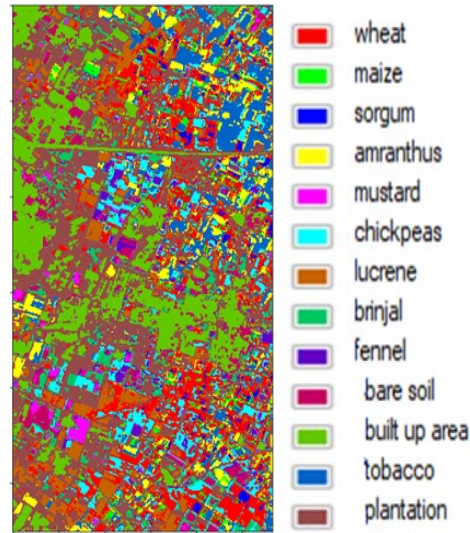 wheat
maize
sorgum
amranthus
mustard
chickpeas
lucrene
brinjal
fennel
bare soil
built up area
tobacco
plantation